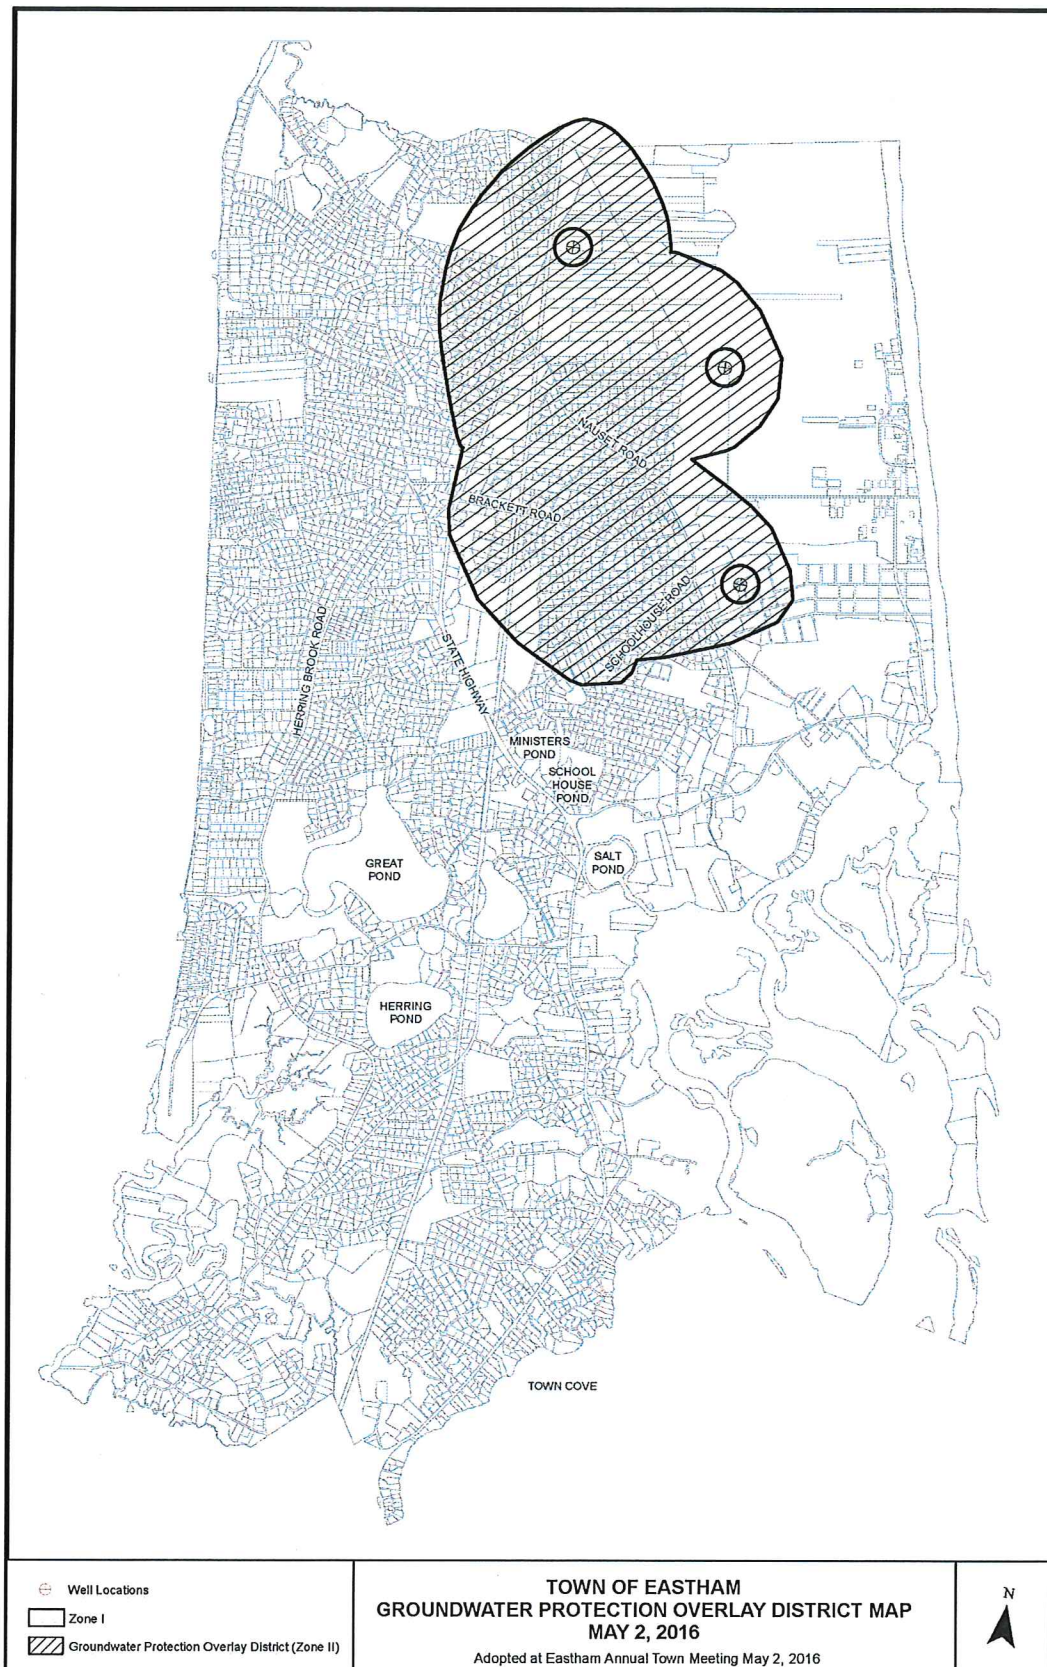 NAUSET ROAD
BRACKETT ROAD
SCHOOLHOUSE ROAD
HERRING BROOK ROAD
STATE HIGHWAY
MINISTERS
POND
SCHOOL
HOUSE
POND
GREAT
POND
SALT
POND
HERRING
POND
TOWN COVE
Well Locations
Zone I
Groundwater Protection Overlay District (Zone II)
TOWN OF EASTHAM
GROUNDWATER PROTECTION OVERLAY DISTRICT MAP
MAY 2, 2016
Adopted at Eastham Annual Town Meeting May 2, 2016
N